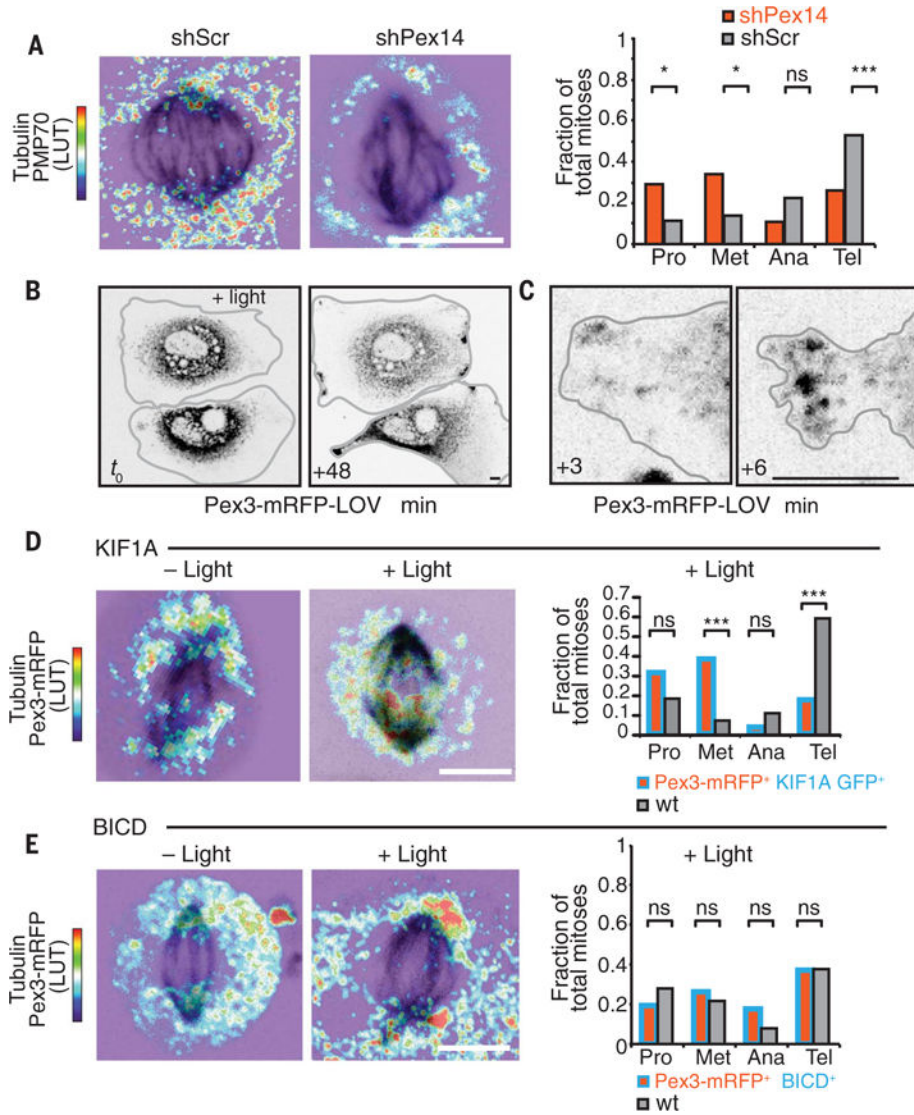 A
shScr
shPex14
Tubulin
PMP70
(LUT)
shPex14
shScr
Fraction of
total mitoses
1
0.8
0.6
0.4
0.2
0
*
*
ns
***
Pro Met Ana Tel
B
+ light
t0
+48
Pex3-mRFP-LOV min
C
+3
+6
Pex3-mRFP-LOV min
D
KIF1A
– Light
+ Light
Tubulin
Pex3-mRFP
(LUT)
+ Light
Fraction of
total mitoses
0.7
0.6
0.5
0.4
0.3
0.2
0.1
0
ns
***
ns
***
Pro Met Ana Tel
Pex3-mRFP+ KIF1A GFP+
wt
E
BICD
– Light
+ Light
Tubulin
Pex3-mRFP
(LUT)
+ Light
Fraction of
total mitoses
1
0.8
0.6
0.4
0.2
0
ns
ns
ns
ns
Pro Met Ana Tel
Pex3-mRFP+ BICD+
wt